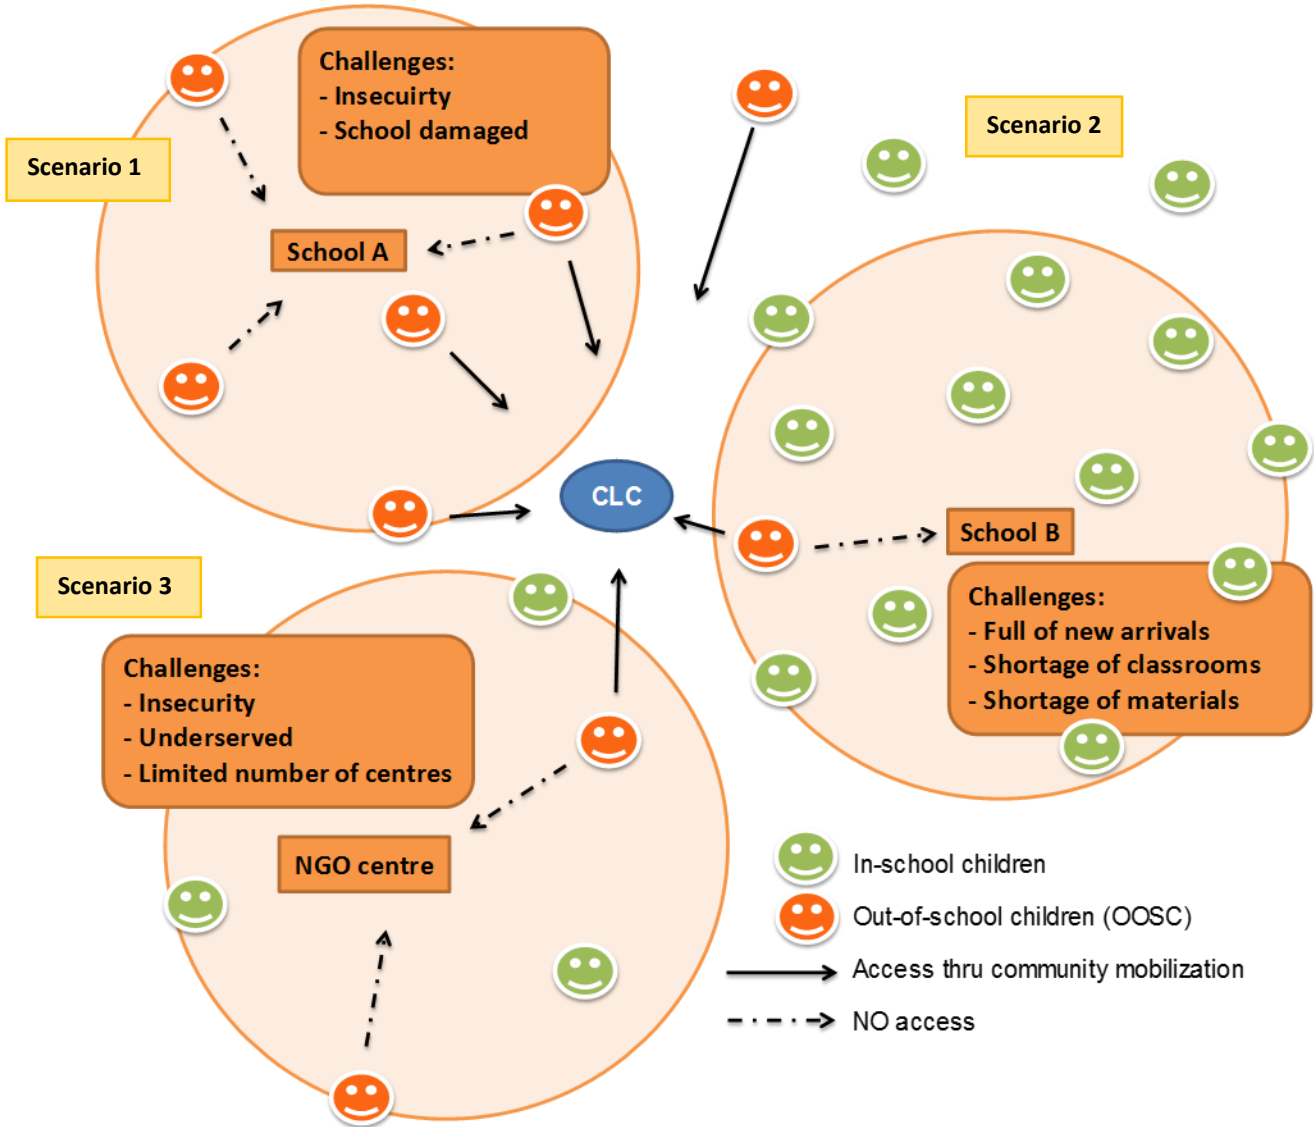 Scenario 1
Challenges:
- Insecuirty
- School damaged
School A
Scenario 2
CLC
School B
Challenges:
- Full of new arrivals
- Shortage of classrooms
- Shortage of materials
Scenario 3
Challenges:
- Insecurity
- Underserved
- Limited number of centres
NGO centre
In-school children
Out-of-school children (OOSC)
Access thru community mobilization
NO access